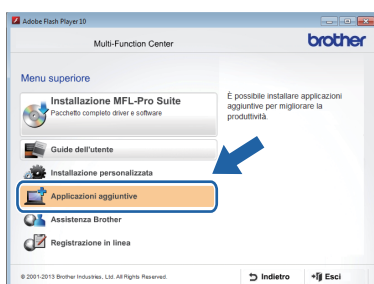 Adobe Flash Player 10
Multi-Function Center
brother
Menu superiore
Installazione MFL-Pro Suite
Pacchetto completo driver e software
È possibile installare applicazioni
aggiuntive per migliorare la
produttività.
Guide dell'utente
Installazione personalizzata
Applicazioni aggiuntive
Assistenza Brother
Registrazione in linea
© 2001-2013 Brother Industries, Ltd. All Rights Reserved.
Indietro
Esci